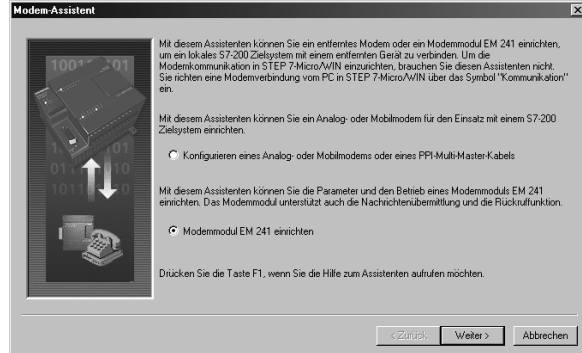 Modem-Assistent
Mit diesem Assistenten können Sie ein entferntes Modem oder ein Modemmodul EM 241 einrichten,
um ein lokales S7-200 Zielsystem mit einem entfernten Gerät zu verbinden. Um die
Modemkommunikation in STEP 7-Micro/WIN einzurichten, brauchen Sie diesen Assistenten nicht.
Sie richten eine Modemverbindung vom PC in STEP 7-Micro/WIN über das Symbol "Kommunikation"
ein.
Mit diesem Assistenten können Sie ein Analog- oder Mobilmodem für den Einsatz mit einem S7-200
Zielsystem einrichten.
Konfigurieren eines Analog- oder Mobilmodems oder eines PPI-Multi-Master-Kabels
Mit diesem Assistenten können Sie die Parameter und den Betrieb eines Modemmoduls EM 241
einrichten. Das Modemmodul unterstützt auch die Nachrichtenübermittlung und die Rückruffunktion.
Modemmodul EM 241 einrichten
Drücken Sie die Taste F1, wenn Sie die Hilfe zum Assistenten aufrufen möchten.
< Zurück
Weiter >
Abbrechen